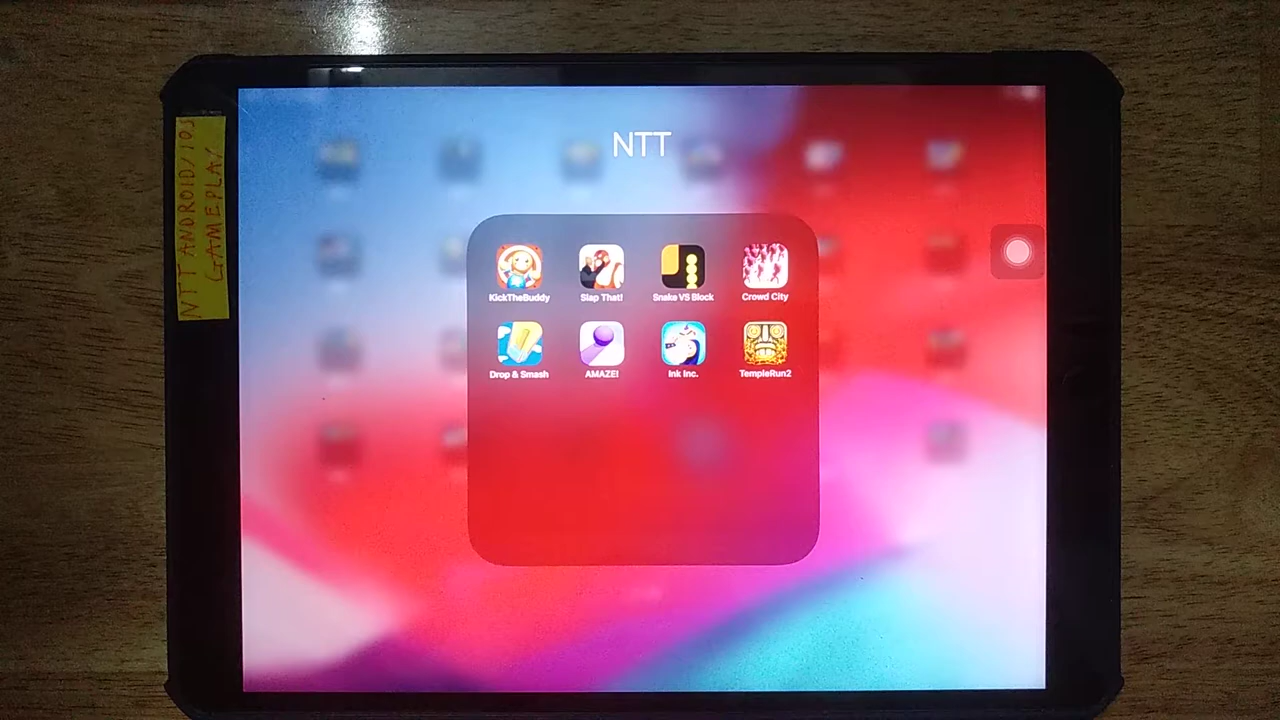 NTT ANDROID/IOS
GAMEPLAY
NTT
KickTheBuddy
Slap That!
Snake VS Block
Crowd City
Drop & Smash
AMAZE!
Ink Inc.
TempleRun2